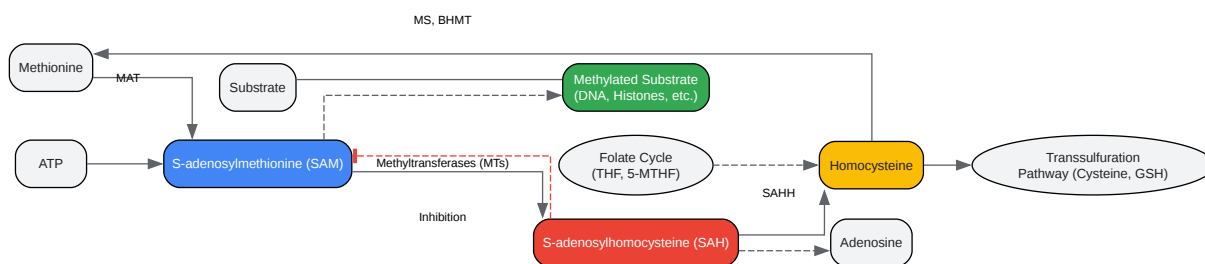 MS, BHMT
Methionine
MAT
Substrate
Methylated Substrate
(DNA, Histones, etc.)
ATP
S-adenosylmethionine (SAM)
Methyltransferases (MTs)
Folate Cycle
(THF, 5-MTHF)
Homocysteine
Transsulfuration
Pathway (Cysteine, GSH)
SAHH
Inhibition
S-adenosylhomocysteine (SAH)
Adenosine